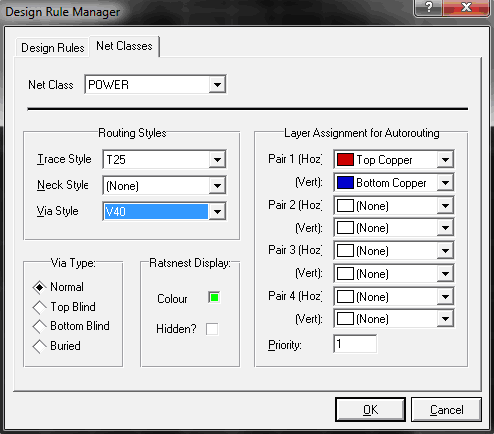 Design Rule Manager
?
Design Rules
Net Classes
Net Class
POWER
Routing Styles
Trace Style
T25
Neck Style
(None)
Via Style
V40
Via Type:
Normal
Top Blind
Bottom Blind
Buried
Ratsnest Display:
Colour
Hidden?
Layer Assignment for Autorouting
Pair 1 (Hoz)
Top Copper
(Vert):
Bottom Copper
Pair 2 (Hoz)
(None)
(Vert):
(None)
Pair 3 (Hoz)
(None)
(Vert):
(None)
Pair 4 (Hoz)
(None)
(Vert):
(None)
Priority:
1
OK
Cancel